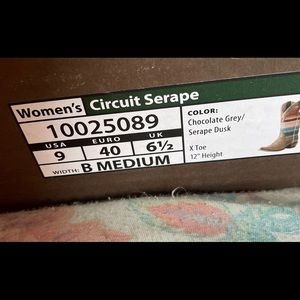 Women's Circuit Serape
10025089
USA EURO UK
9 40 6½
WIDTH: B MEDIUM
COLOR:
Chocolate Grey/
Serape Dusk
X Toe
12" Height